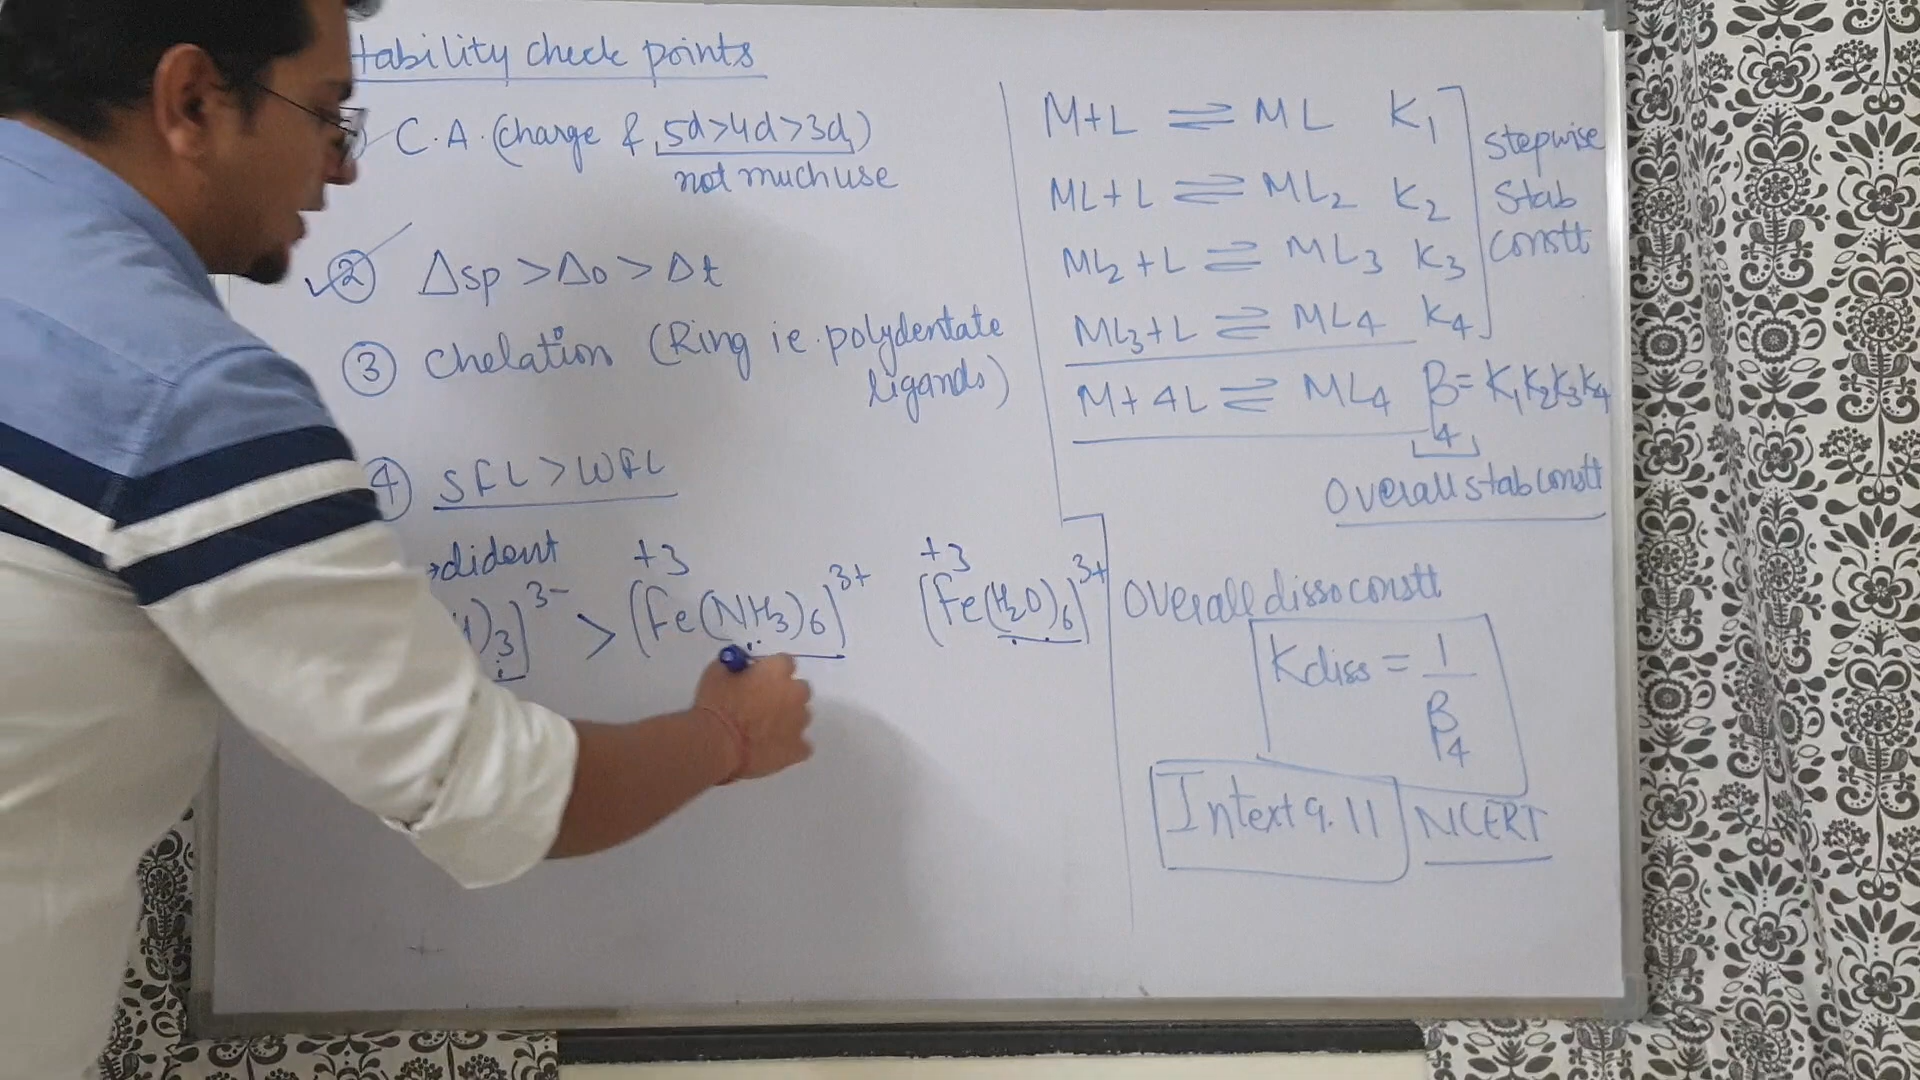 tability check points
C.A. (Charge & 5d>4d>3d)
not much use
② Δsp > Δo > Δt
③ Chelation (Ring ie. polydentate
ligands)
④ SFL > WFL
→dident
+3
+3
)3]3- > [Fe(NH3)6]3+ [Fe(H2O)6]3+
M+L ⇌ ML K1
ML+L ⇌ ML2 K2
ML2+L ⇌ ML3 K3
ML3+L ⇌ ML4 K4
stepwise
stab
constt
M+4L ⇌ ML4 β4 = K1K2K3K4
Overall stab constt
Overall disso constt
Kdiss = 1/β4
Intext 9.11 NCERT